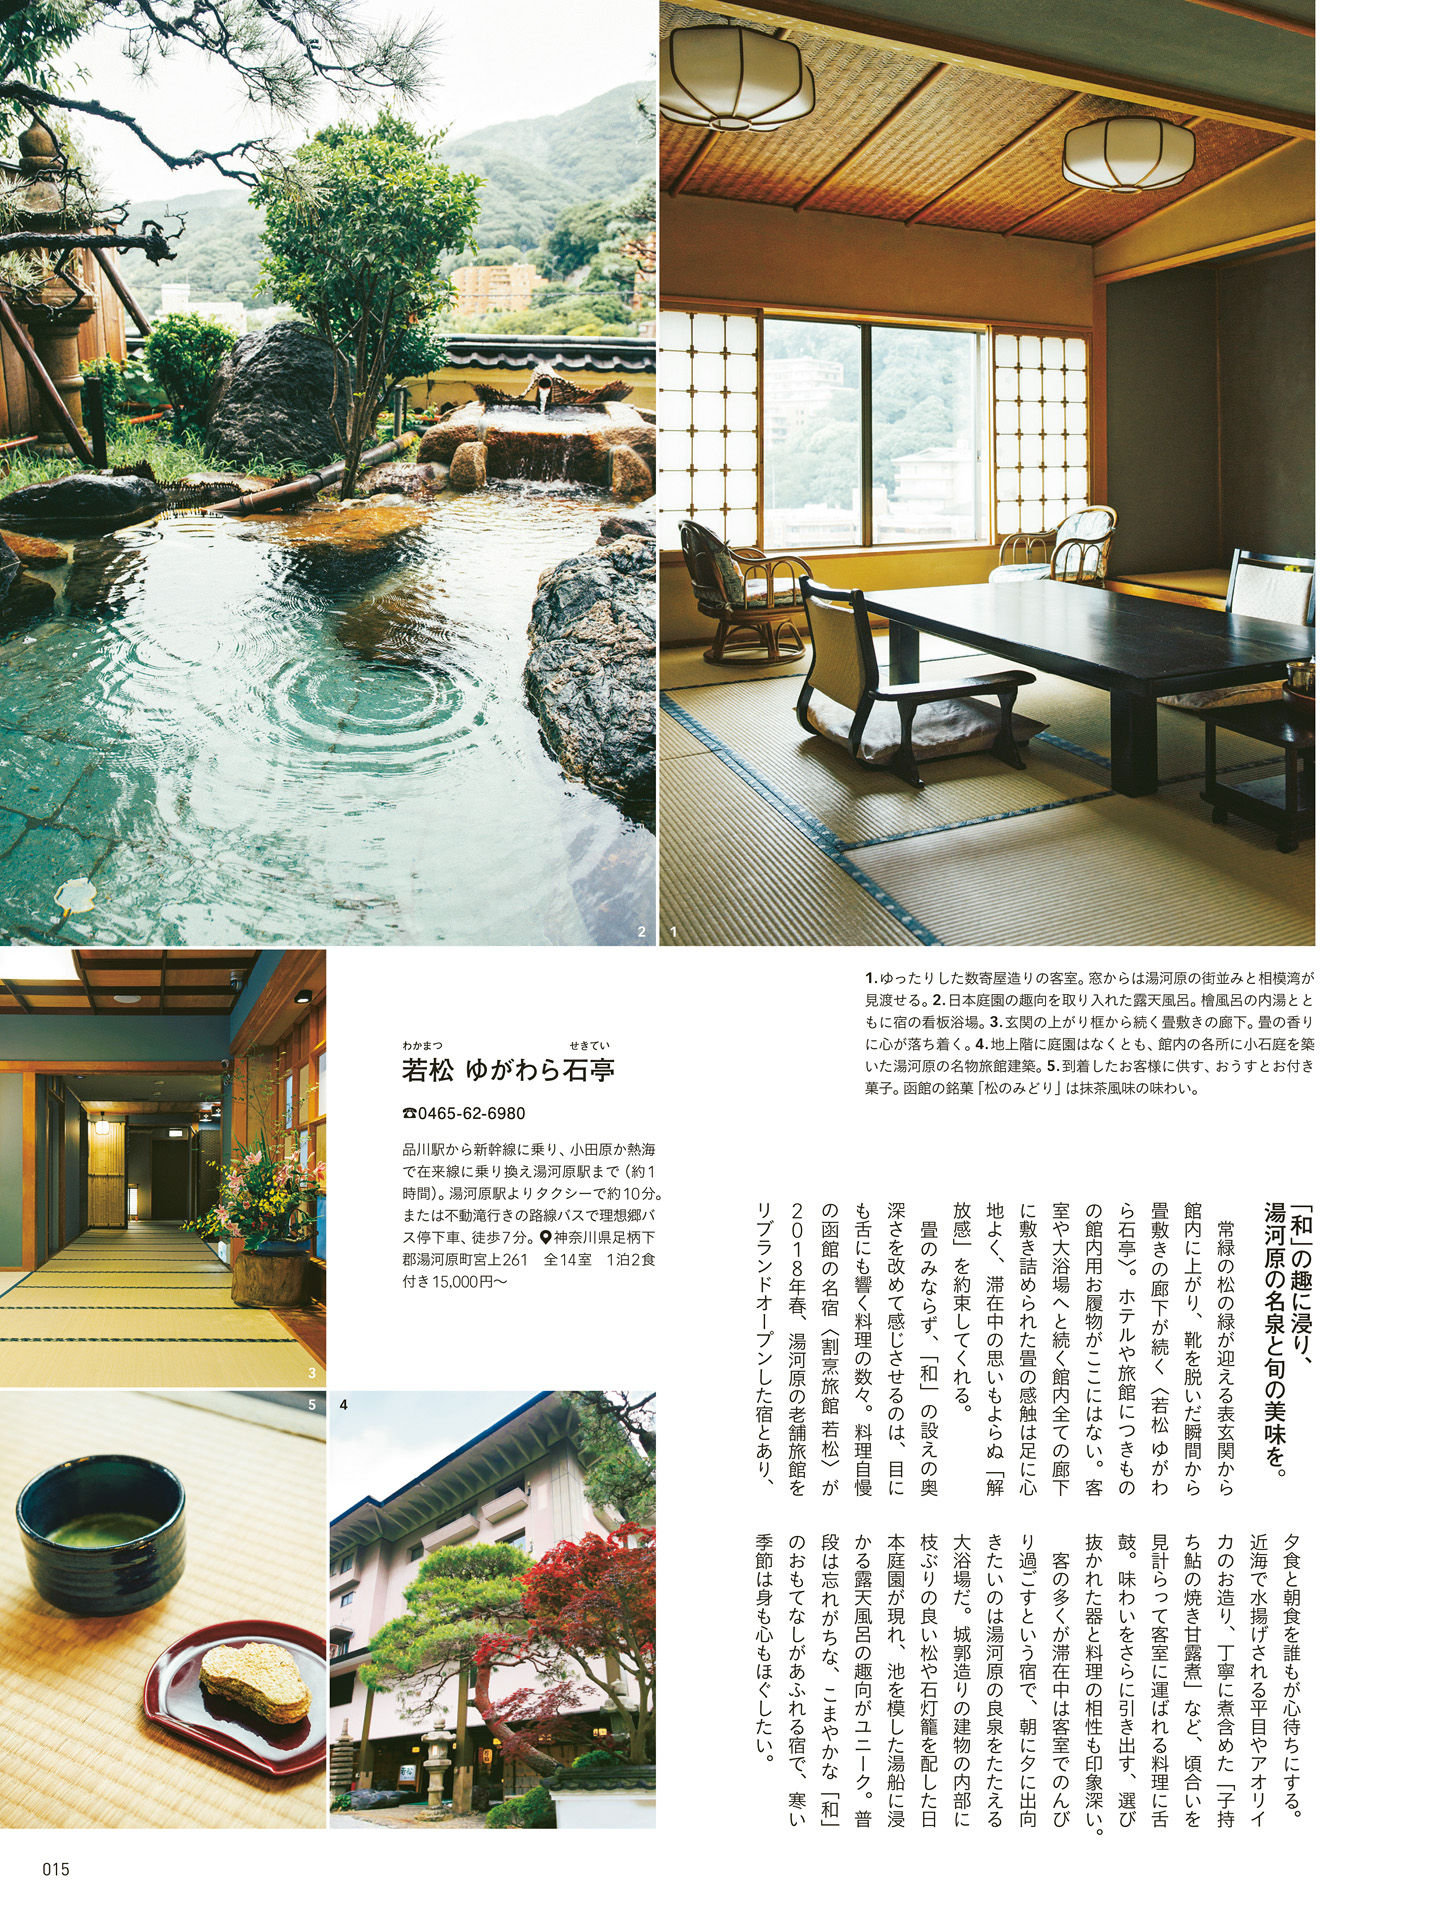 2
1
1.ゆったりした数寄屋造りの客室。窓からは湯河原の街並みと相模湾が
見渡せる。2.日本庭園の趣向を取り入れた露天風呂。檜風呂の内湯とと
もに宿の看板浴場。3.玄関の上がり框から続く畳敷きの廊下。畳の香り
に心が落ち着く。4.地上階に庭園はなくとも、館内の各所に小石庭を築
いた湯河原の名物旅館建築。5.到着したお客様に供す、おうすとお付き
菓子。函館の銘菓「松のみどり」は抹茶風味の味わい。
わかまつ せきてい
若松 ゆがわら石亭
☎0465-62-6980
品川駅から新幹線に乗り、小田原か熱海
で在来線に乗り換え湯河原駅まで（約1
時間）。湯河原駅よりタクシーで約10分。
または不動滝行きの路線バスで理想郷バ
ス停下車、徒歩7分。神奈川県足柄下
郡湯河原町宮上261　全14室　1泊2食
付き15,000円〜
「和」の趣に浸り、
湯河原の名泉と旬の美味を。
常緑の松の緑が迎える表玄関から
館内に上がり、靴を脱いだ瞬間から
畳敷きの廊下が続く〈若松 ゆがわ
ら石亭〉。ホテルや旅館につきもの
の館内用お履物がここにはない。客
室や大浴場へと続く館内全ての廊下
に敷き詰められた畳の感触は足に心
地よく、滞在中の思いもよらぬ「解
放感」を約束してくれる。
畳のみならず、「和」の設えの奥
深さを改めて感じさせるのは、目に
も舌にも響く料理の数々。料理自慢
の函館の名宿〈割烹旅館 若松〉が
2018年春、湯河原の老舗旅館を
リブランドオープンした宿とあり、
夕食と朝食を誰もが心待ちにする。
近海で水揚げされる平目やアオリイ
カのお造り、丁寧に煮含めた「子持
ち鮎の焼き甘露煮」など、頃合いを
見計らって客室に運ばれる料理に舌
鼓。味わいをさらに引き出す、選び
抜かれた器と料理の相性も印象深い。
客の多くが滞在中は客室でのんび
り過ごすという宿で、朝に夕に出向
きたいのは湯河原の良泉をたたえる
大浴場だ。城郭造りの建物の内部に
枝ぶりの良い松や石灯籠を配した日
本庭園が現れ、池を模した湯船に浸
かる露天風呂の趣向がユニーク。普
段は忘れがちな、こまやかな「和」
のおもてなしがあふれる宿で、寒い
季節は身も心もほぐしたい。
3
5
4
若松
015